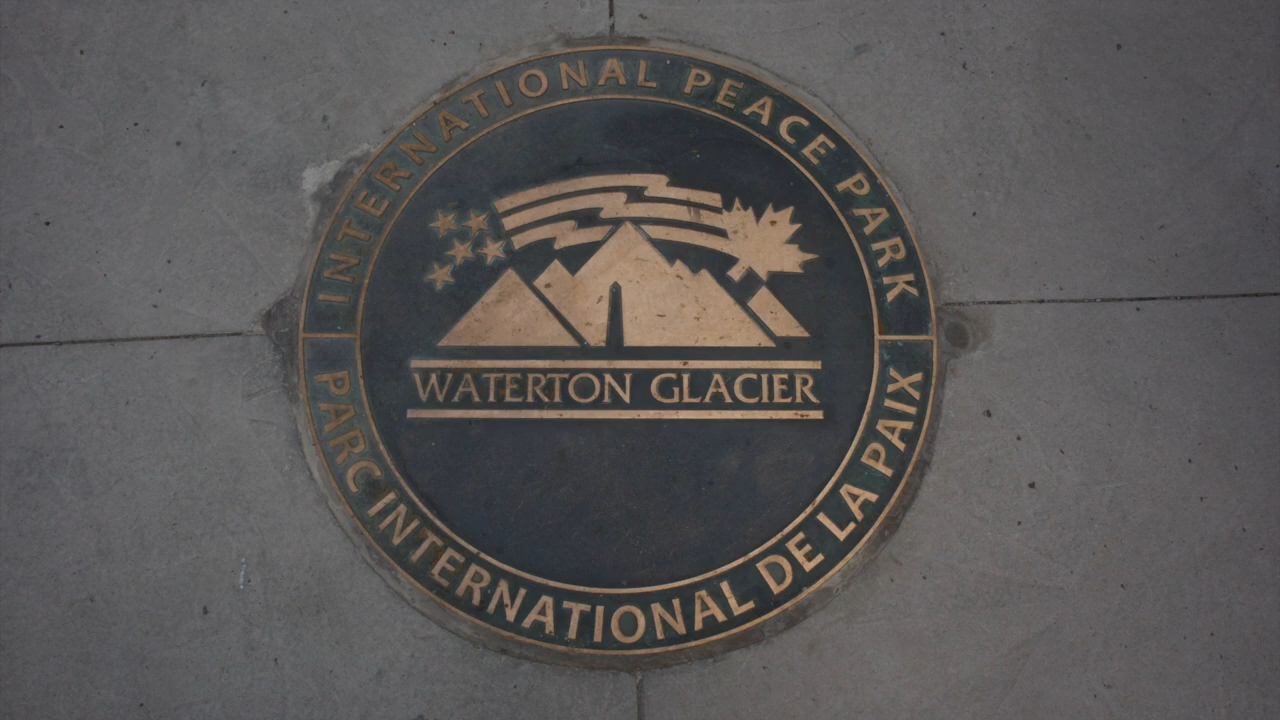 INTERNATIONAL PEACE PARK
WATERTON GLACIER
PARC INTERNATIONAL DE LA PAIX